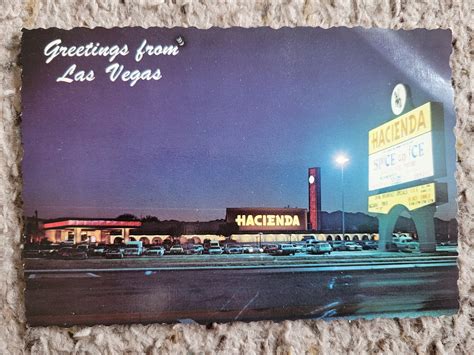 Greetings from
Las Vegas
HACIENDA
SPICE on ICE
HACIENDA